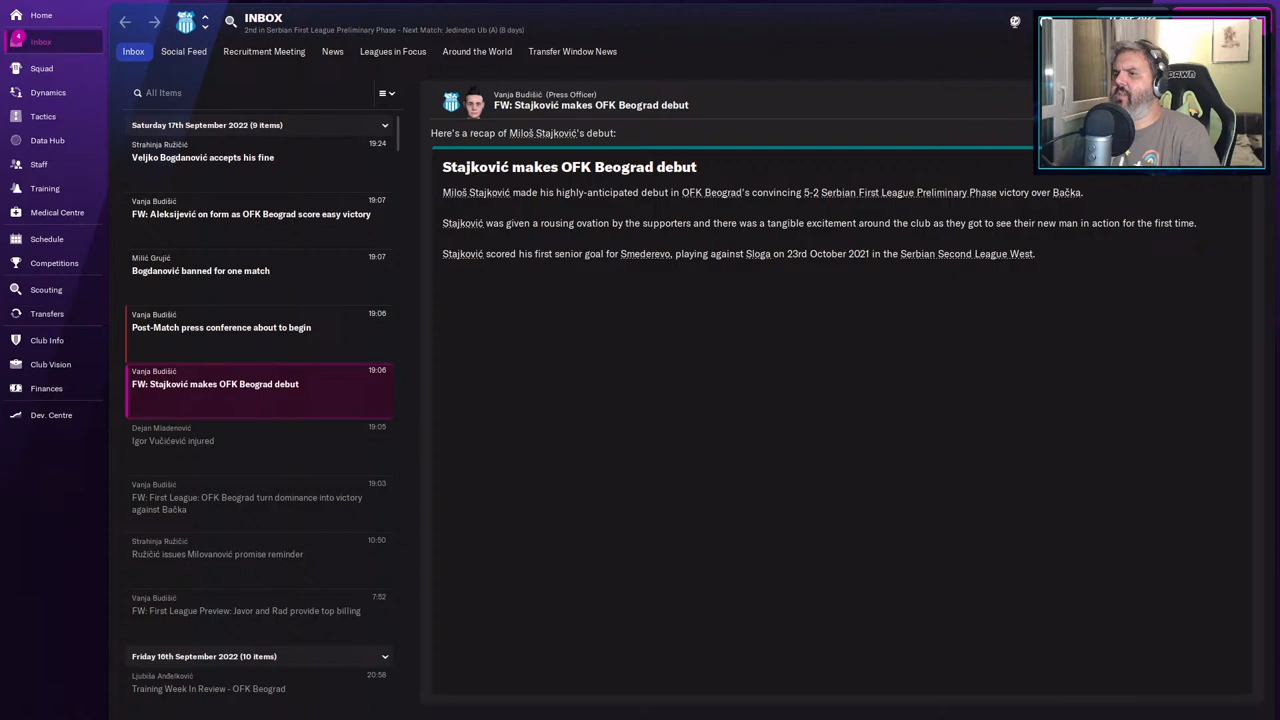 Home
Inbox
4
Squad
Dynamics
Tactics
Data Hub
Staff
Training
Medical Centre
Schedule
Competitions
Scouting
Transfers
Club Info
Club Vision
Finances
Dev. Centre
INBOX
2nd in Serbian First League Preliminary Phase - Next Match: Jedinstvo Ub (A) (8 days)
Inbox
Social Feed
Recruitment Meeting
News
Leagues in Focus
Around the World
Transfer Window News
All Items
Saturday 17th September 2022 (9 items)
Strahinja Ružičić 19:24
Veljko Bogdanović accepts his fine
Vanja Budišić 19:07
FW: Aleksijević on form as OFK Beograd score easy victory
Milić Grujić 19:07
Bogdanović banned for one match
Vanja Budišić 19:06
Post-Match press conference about to begin
Vanja Budišić 19:06
FW: Stajković makes OFK Beograd debut
Dejan Mladenović 19:05
Igor Vučićević injured
Vanja Budišić 19:03
FW: First League: OFK Beograd turn dominance into victory
against Bačka
Strahinja Ružičić 10:50
Ružičić issues Milovanović promise reminder
Vanja Budišić 7:52
FW: First League Preview: Javor and Rad provide top billing
Friday 16th September 2022 (10 items)
Ljubiša Anđelković 20:58
Training Week In Review - OFK Beograd
Vanja Budišić (Press Officer)
FW: Stajković makes OFK Beograd debut
Here's a recap of Miloš Stajković's debut:
Stajković makes OFK Beograd debut
Miloš Stajković made his highly-anticipated debut in OFK Beograd's convincing 5-2 Serbian First League Preliminary Phase victory over Bačka.
Stajković was given a rousing ovation by the supporters and there was a tangible excitement around the club as they got to see their new man in action for the first time.
Stajković scored his first senior goal for Smederevo, playing against Sloga on 23rd October 2021 in the Serbian Second League West.